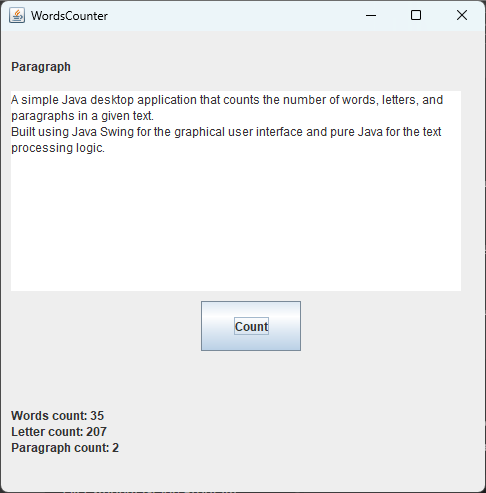 WordsCounter
Paragraph
A simple Java desktop application that counts the number of words, letters, and
paragraphs in a given text.
Built using Java Swing for the graphical user interface and pure Java for the text
processing logic.
Count
Words count: 35
Letter count: 207
Paragraph count: 2